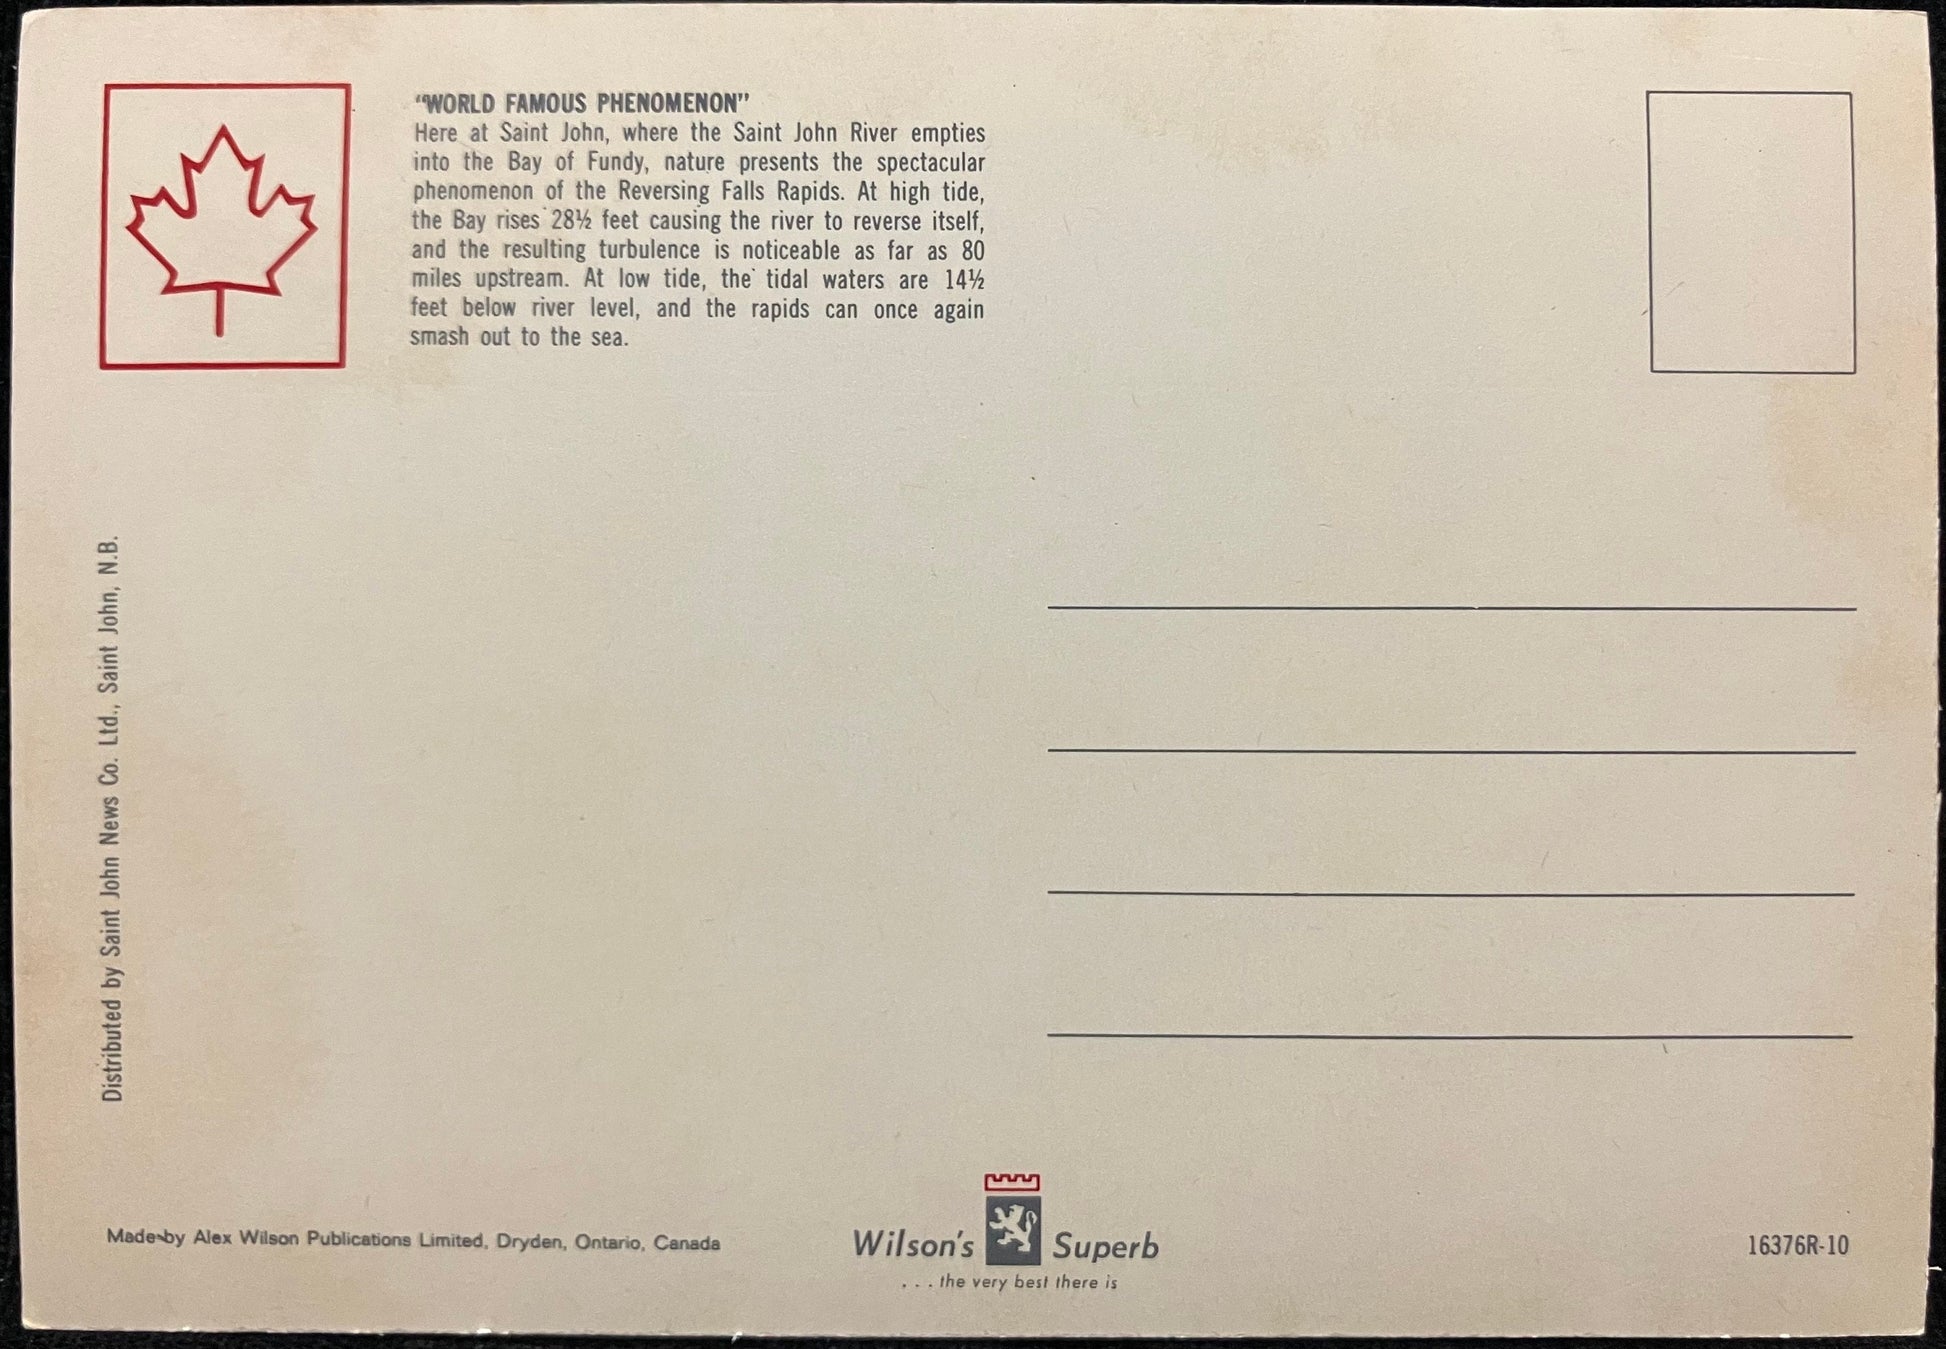 "WORLD FAMOUS PHENOMENON"
Here at Saint John, where the Saint John River empties
into the Bay of Fundy, nature presents the spectacular
phenomenon of the Reversing Falls Rapids. At high tide,
the Bay rises 28½ feet causing the river to reverse itself,
and the resulting turbulence is noticeable as far as 80
miles upstream. At low tide, the tidal waters are 14½
feet below river level, and the rapids can once again
smash out to the sea.
Distributed by Saint John News Co. Ltd., Saint John, N.B.
Made by Alex Wilson Publications Limited, Dryden, Ontario, Canada
Wilson's Superb
. . . the very best there is
16376R-10